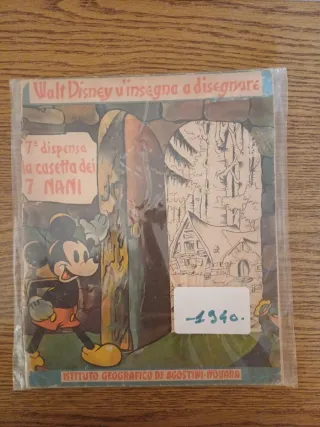 Walt Disney v'insegna a disegnare
7ª dispensa
la casetta dei
7 NANI
-1940.
ISTITUTO GEOGRAFICO DE AGOSTINI-NOVARA